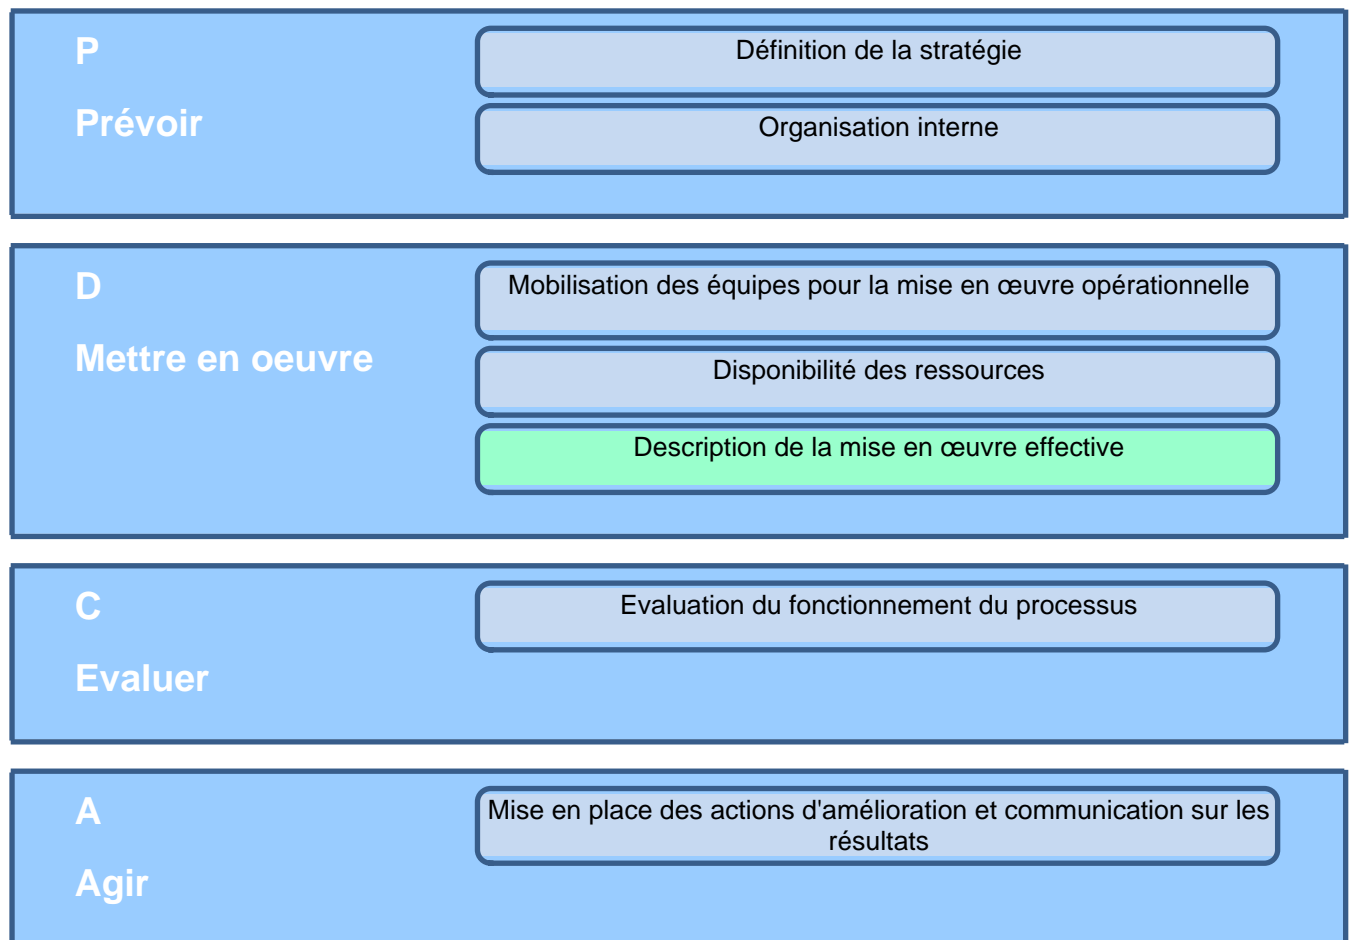 P
Prévoir
Définition de la stratégie
Organisation interne
D
Mettre en oeuvre
Mobilisation des équipes pour la mise en œuvre opérationnelle
Disponibilité des ressources
Description de la mise en œuvre effective
C
Evaluer
Evaluation du fonctionnement du processus
A
Agir
Mise en place des actions d'amélioration et communication sur les
résultats